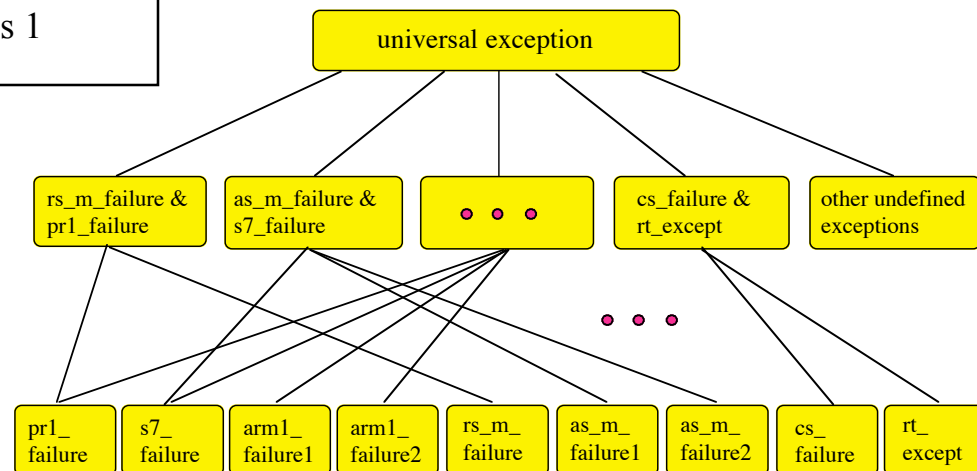 s 1
universal exception
rs_m_failure &
pr1_failure
as_m_failure &
s7_failure
cs_failure &
rt_except
other undefined
exceptions
pr1_
failure
s7_
failure
arm1_
failure1
arm1_
failure2
rs_m_
failure
as_m_
failure1
as_m_
failure2
cs_
failure
rt_
except